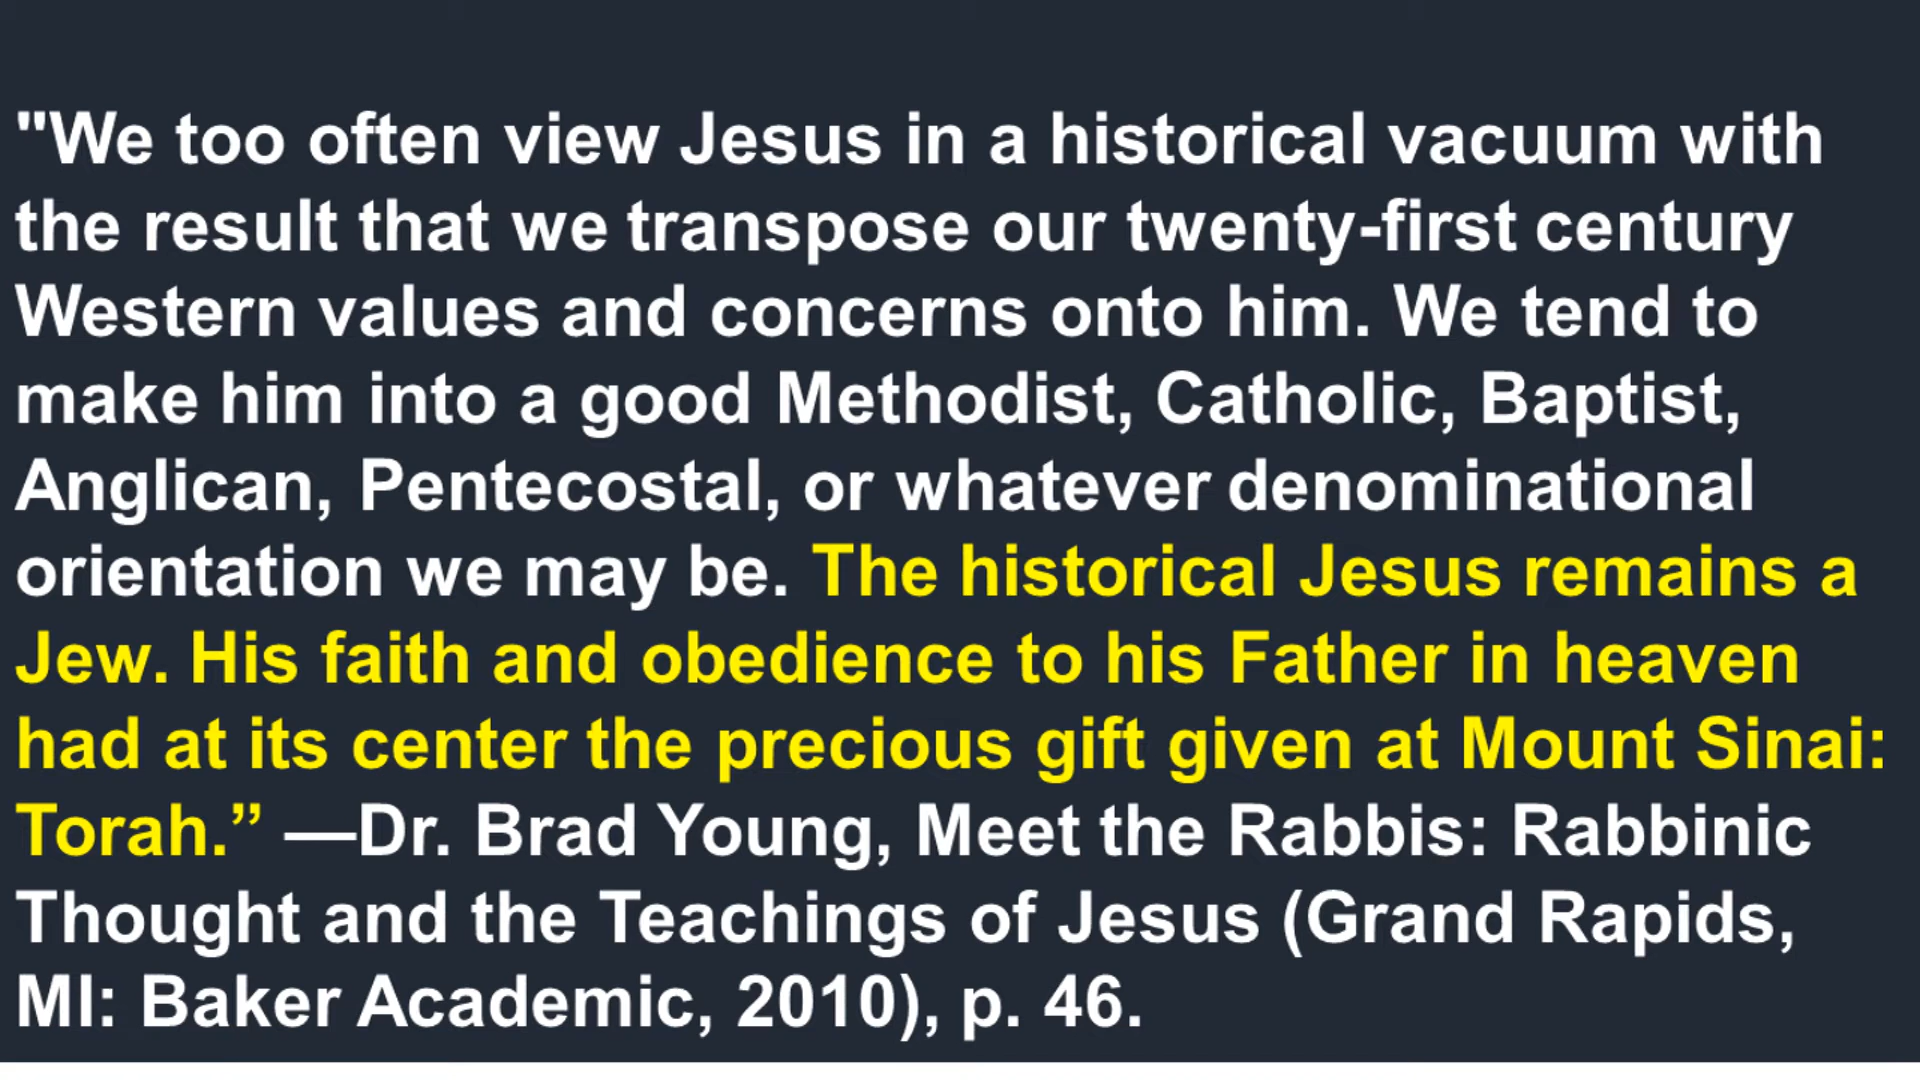 "We too often view Jesus in a historical vacuum with
the result that we transpose our twenty-first century
Western values and concerns onto him. We tend to
make him into a good Methodist, Catholic, Baptist,
Anglican, Pentecostal, or whatever denominational
orientation we may be. The historical Jesus remains a
Jew. His faith and obedience to his Father in heaven
had at its center the precious gift given at Mount Sinai:
Torah.” —Dr. Brad Young, Meet the Rabbis: Rabbinic
Thought and the Teachings of Jesus (Grand Rapids,
MI: Baker Academic, 2010), p. 46.